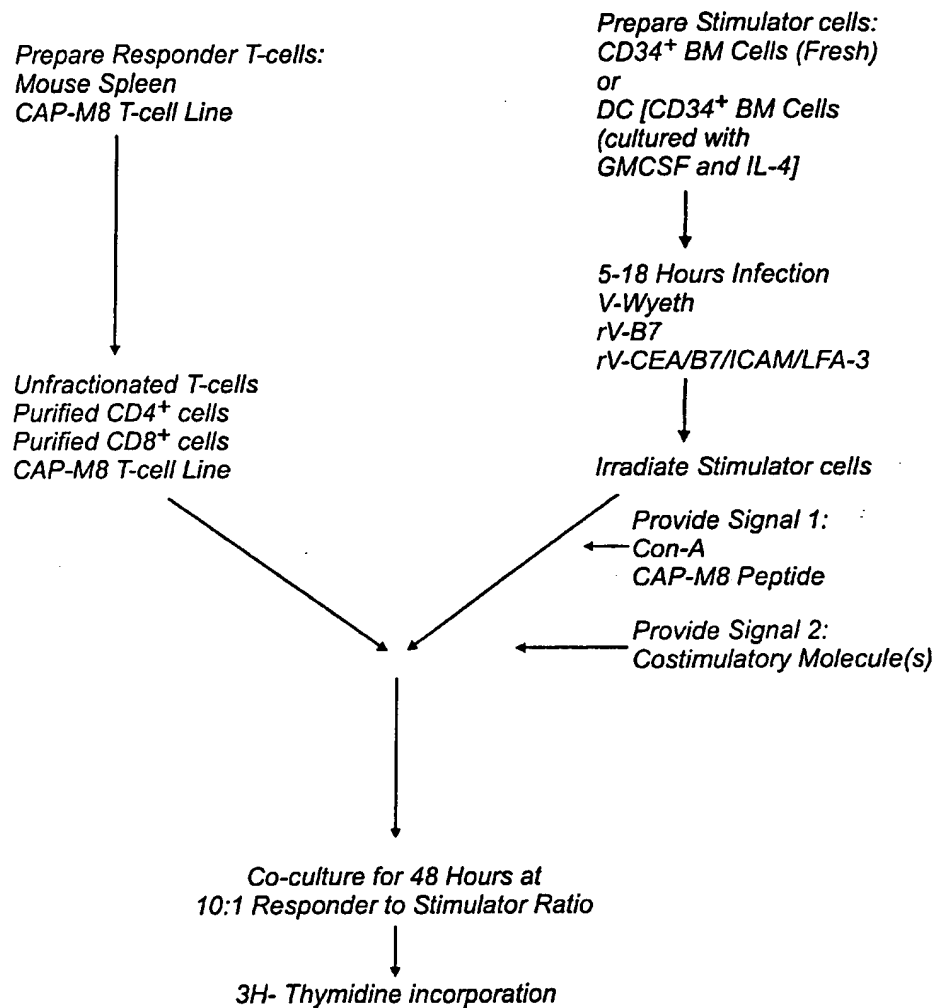 Prepare Responder T-cells:
Mouse Spleen
CAP-M8 T-cell Line
Prepare Stimulator cells:
CD34+ BM Cells (Fresh)
or
DC [CD34+ BM Cells
(cultured with
GMCSF and IL-4]
5-18 Hours Infection
V-Wyeth
rV-B7
rV-CEA/B7/ICAM/LFA-3
Unfractionated T-cells
Purified CD4+ cells
Purified CD8+ cells
CAP-M8 T-cell Line
Irradiate Stimulator cells
Provide Signal 1:
Con-A
CAP-M8 Peptide
Provide Signal 2:
Costimulatory Molecule(s)
Co-culture for 48 Hours at
10:1 Responder to Stimulator Ratio
3H- Thymidine incorporation